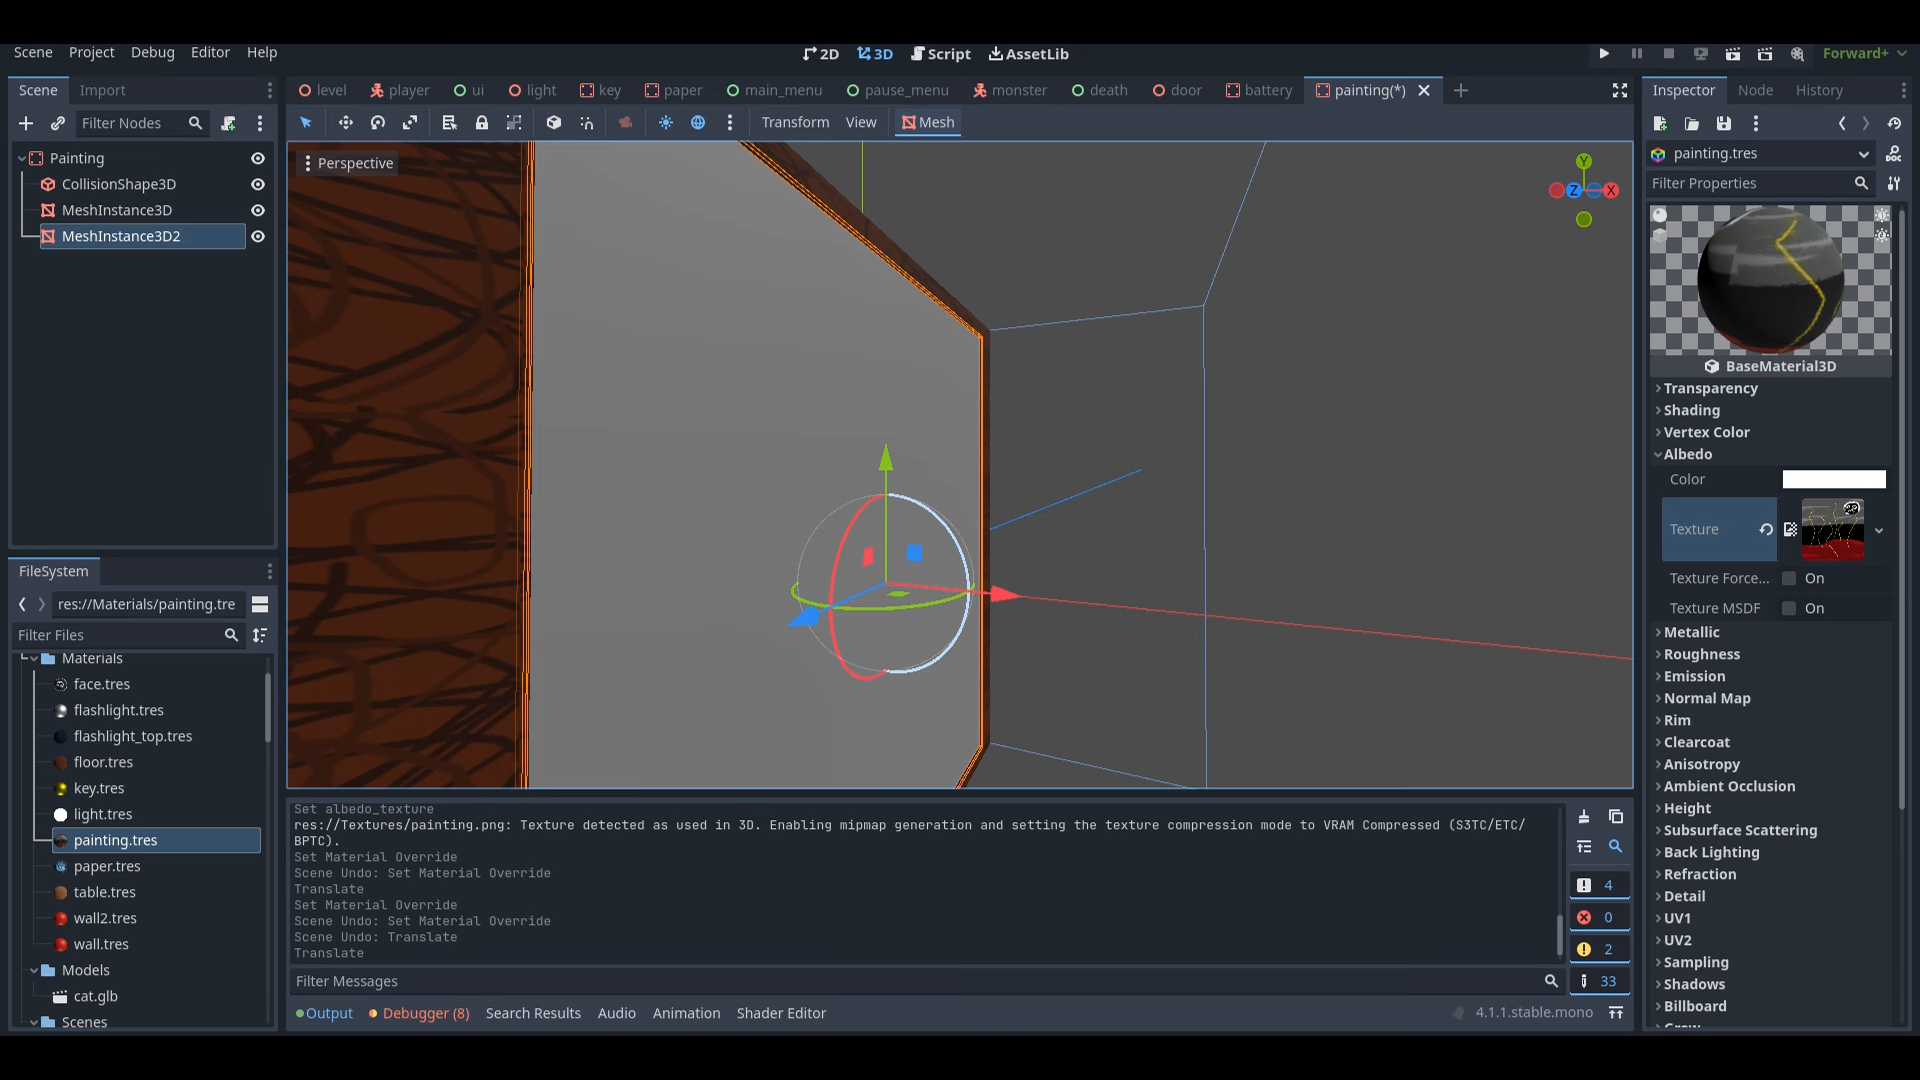 Scene Project Debug Editor Help
2D 3D Script AssetLib
Forward+
Scene Import
level player ui light key paper main_menu pause_menu monster death door battery painting(*)
Inspector Node History
Filter Nodes
Transform View Mesh
painting.tres
Perspective
Y
Z X
Filter Properties
Painting
CollisionShape3D
MeshInstance3D
MeshInstance3D2
BaseMaterial3D
Transparency
Shading
Vertex Color
Albedo
Color
Texture
Texture Force... On
Texture MSDF On
Metallic
Roughness
Emission
Normal Map
Rim
Clearcoat
Anisotropy
Ambient Occlusion
Height
Subsurface Scattering
Back Lighting
Refraction
Detail
UV1
UV2
Sampling
Shadows
Billboard
FileSystem
res://Materials/painting.tre
Filter Files
Materials
face.tres
flashlight.tres
flashlight_top.tres
floor.tres
key.tres
light.tres
painting.tres
paper.tres
table.tres
wall2.tres
wall.tres
Models
cat.glb
Scenes
Set albedo_texture
res://Textures/painting.png: Texture detected as used in 3D. Enabling mipmap generation and setting the texture compression mode to VRAM Compressed (S3TC/ETC/
BPTC).
Set Material Override
Scene Undo: Set Material Override
Translate
Set Material Override
Scene Undo: Set Material Override
Scene Undo: Translate
Translate
4
0
2
33
Filter Messages
Output Debugger (8) Search Results Audio Animation Shader Editor
4.1.1.stable.mono